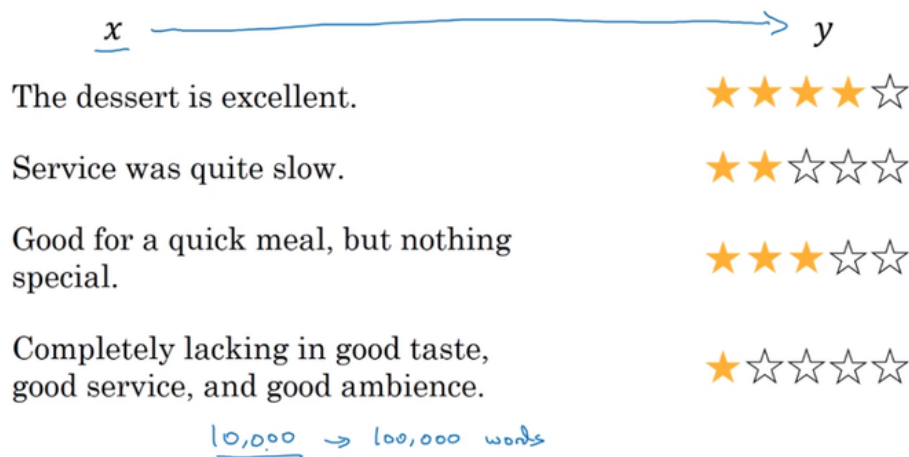 x y
The dessert is excellent.
Service was quite slow.
Good for a quick meal, but nothing
special.
Completely lacking in good taste,
good service, and good ambience.
10,000 → 100,000 words